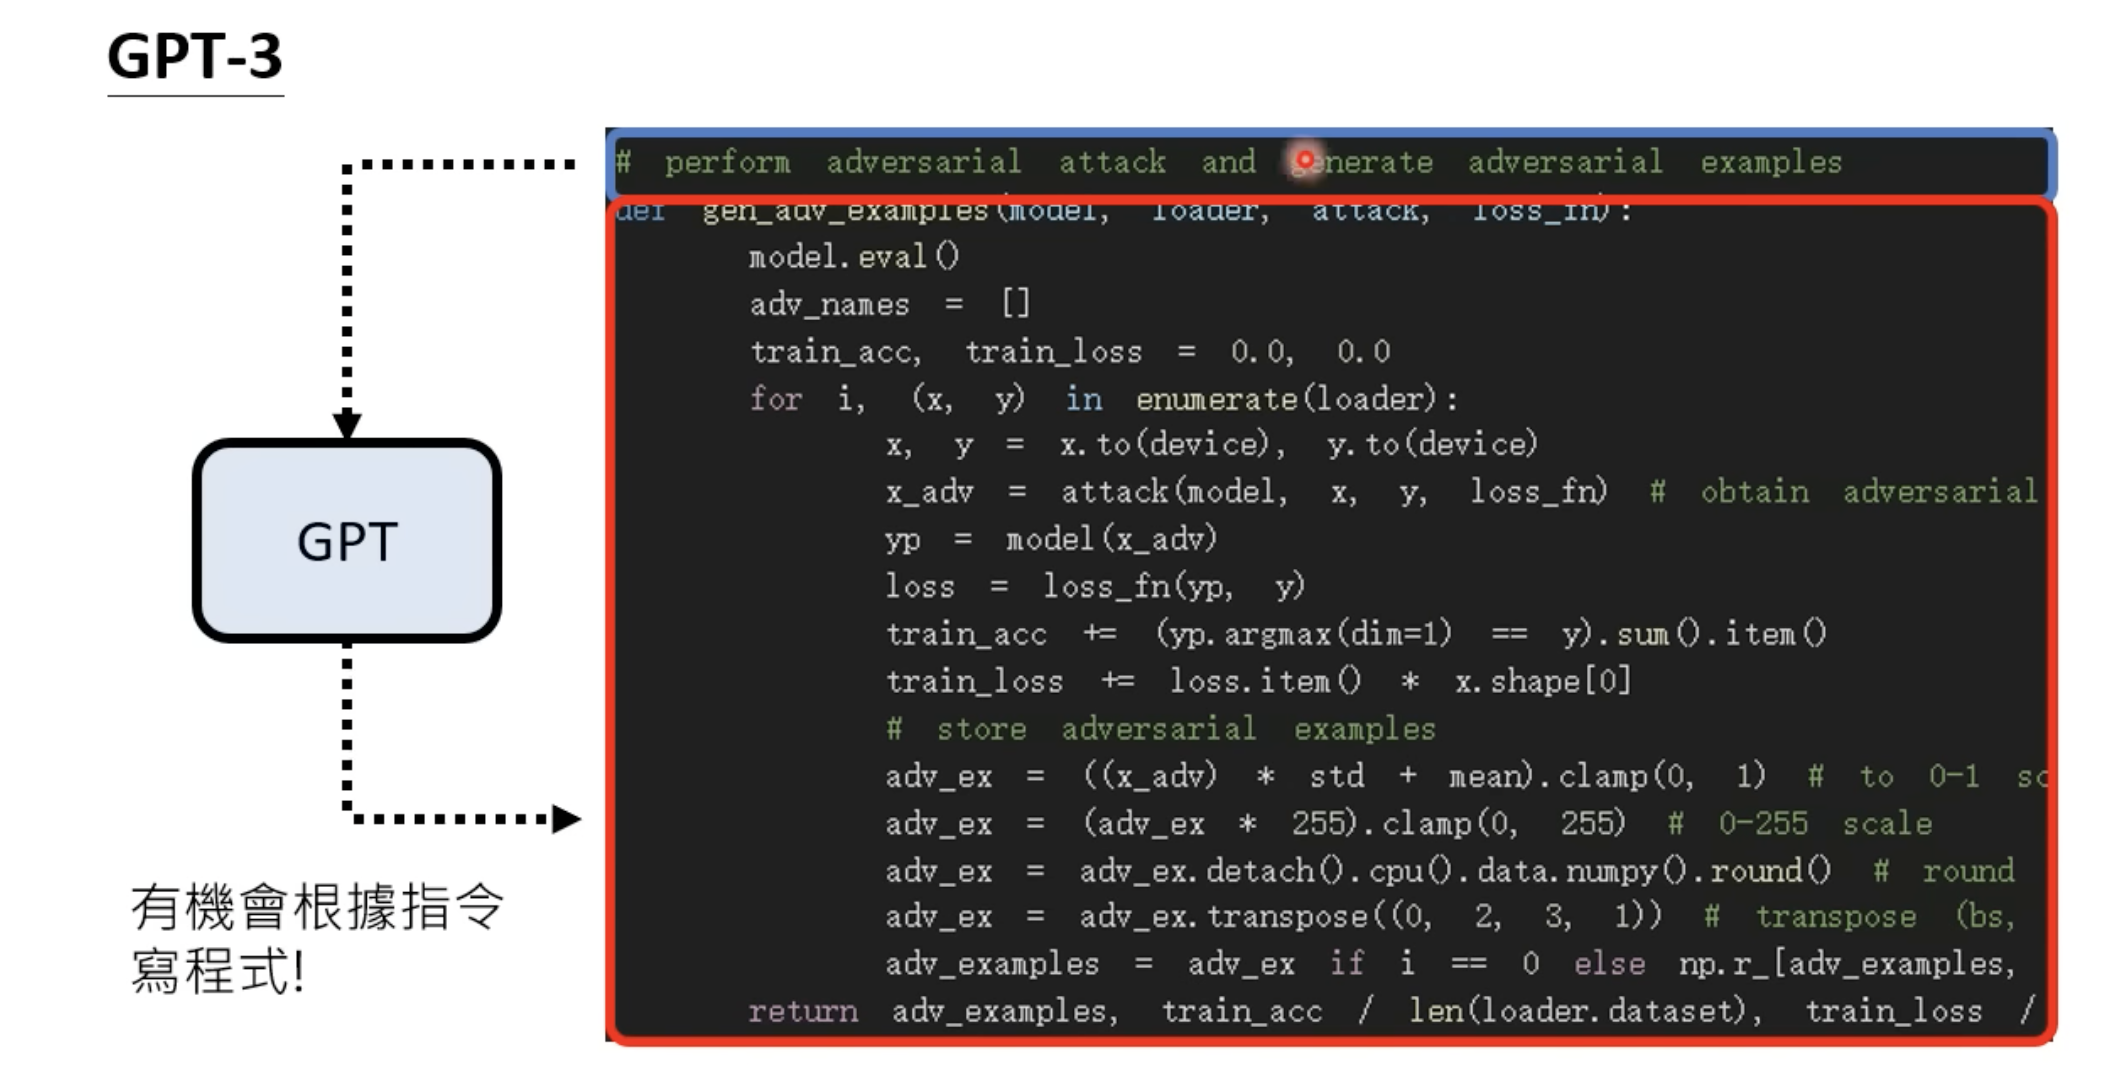 GPT-3
# perform adversarial attack and generate adversarial examples
def gen_adv_examples(model, loader, attack, loss_fn):
model.eval()
adv_names = []
train_acc, train_loss = 0.0, 0.0
for i, (x, y) in enumerate(loader):
x, y = x.to(device), y.to(device)
x_adv = attack(model, x, y, loss_fn) # obtain adversarial
yp = model(x_adv)
loss = loss_fn(yp, y)
train_acc += (yp.argmax(dim=1) == y).sum().item()
train_loss += loss.item() * x.shape[0]
# store adversarial examples
adv_ex = ((x_adv) * std + mean).clamp(0, 1) # to 0-1 sc
adv_ex = (adv_ex * 255).clamp(0, 255) # 0-255 scale
adv_ex = adv_ex.detach().cpu().data.numpy().round() # round
adv_ex = adv_ex.transpose((0, 2, 3, 1)) # transpose (bs,
adv_examples = adv_ex if i == 0 else np.r_[adv_examples,
return adv_examples, train_acc / len(loader.dataset), train_loss /
GPT
有機會根據指令
寫程式!